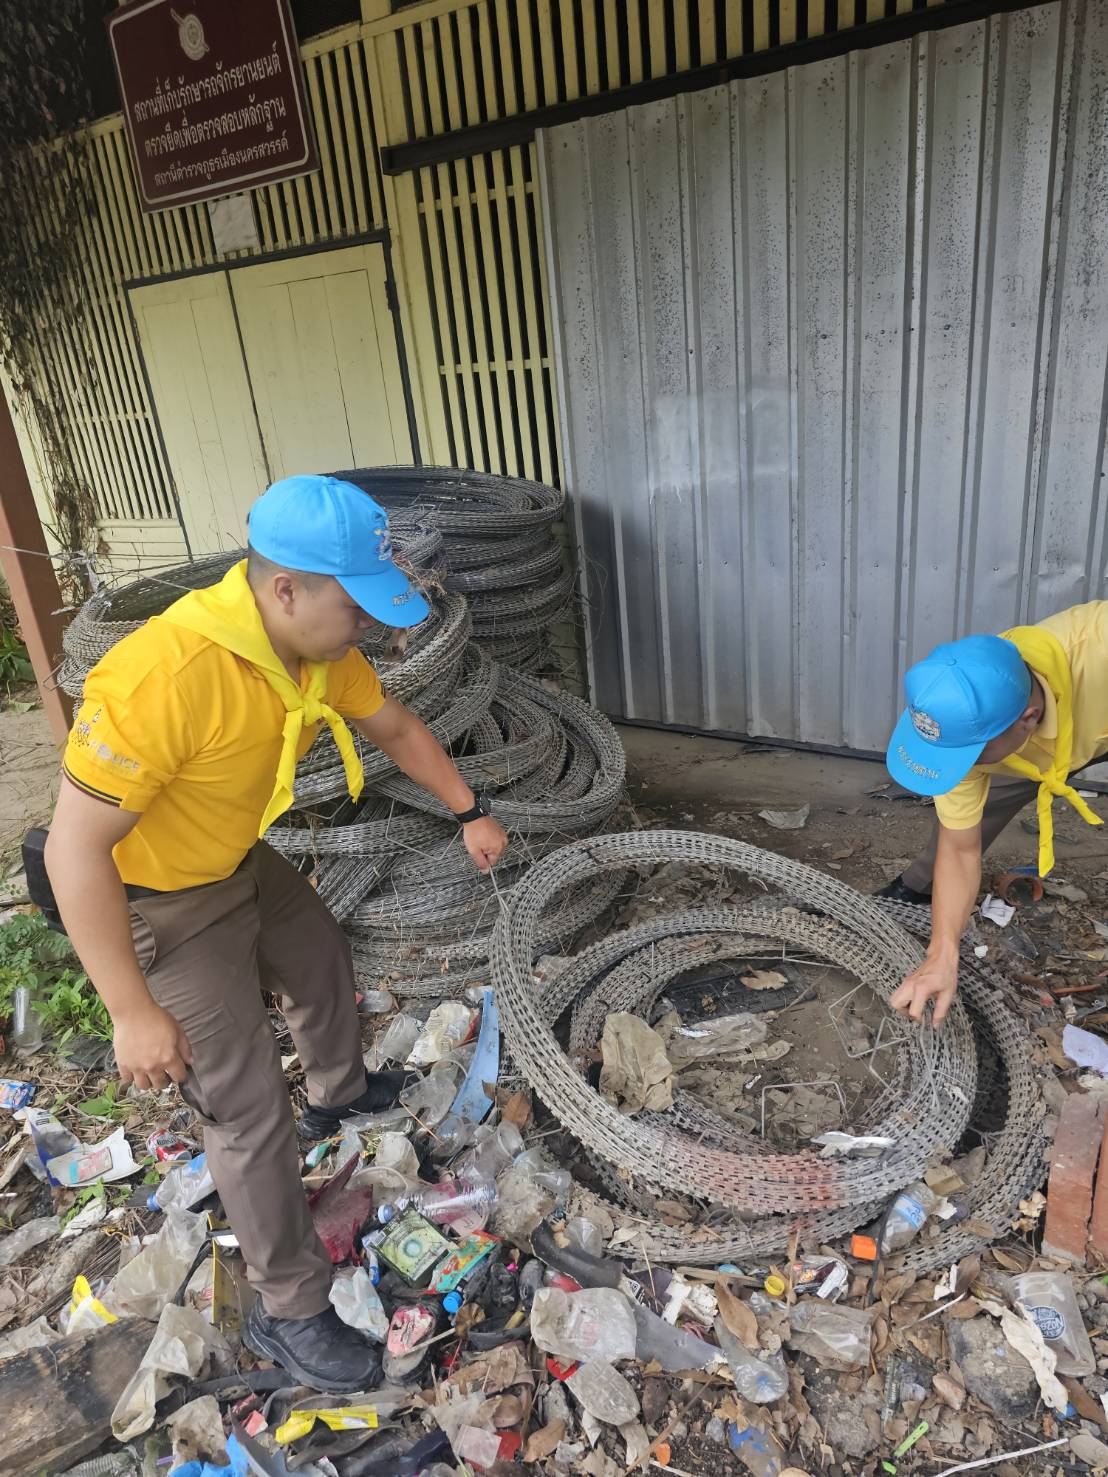 สถานที่เก็บรักษารถจักรยานยนต์
ตรวจยึดเพื่อตรวจสอบหลักฐาน
สถานีตำรวจภูธรเมืองนครสวรรค์
POLICE